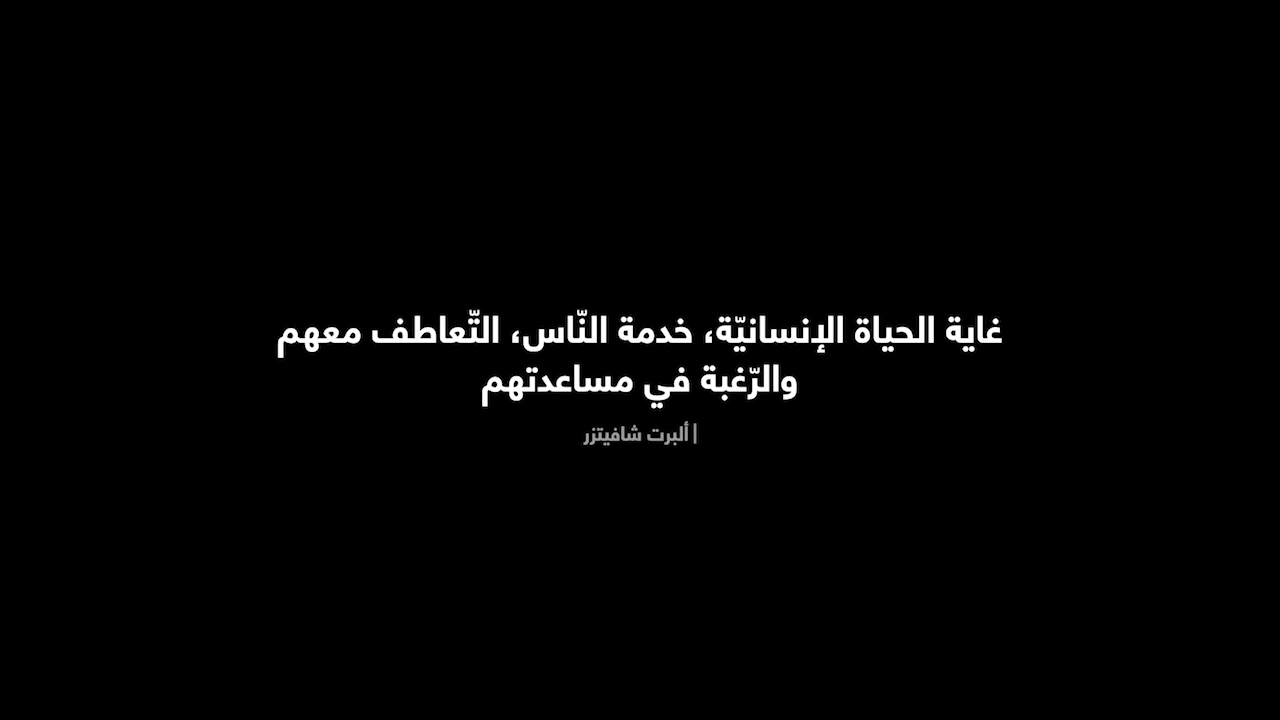 غاية الحياة الإنسانيّة، خدمة النّاس، التّعاطف معهم
والرّغبة في مساعدتهم
| ألبرت شافيتزر